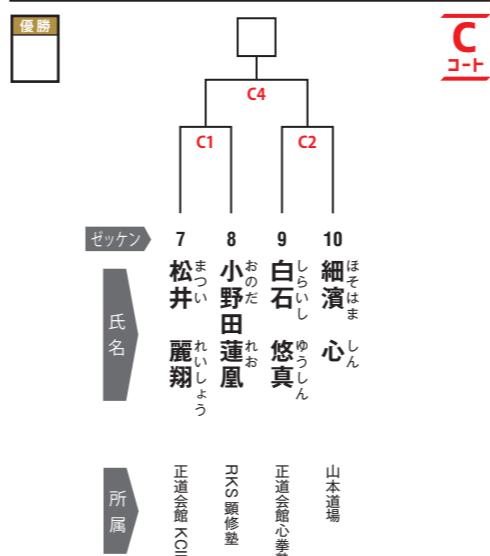 優勝
C
コート
C4
C1
C2
ゼッケン
7
8
9
10
氏名
松井 麗翔
まつい れいしょう
小野田 蓮凰
おのだ れお
白石 悠真
しらいし ゆうしん
細濱 心
ほそはま しん
所属
正道会館 KCI
RKS 顕修塾
正道会館心拳
山本道場